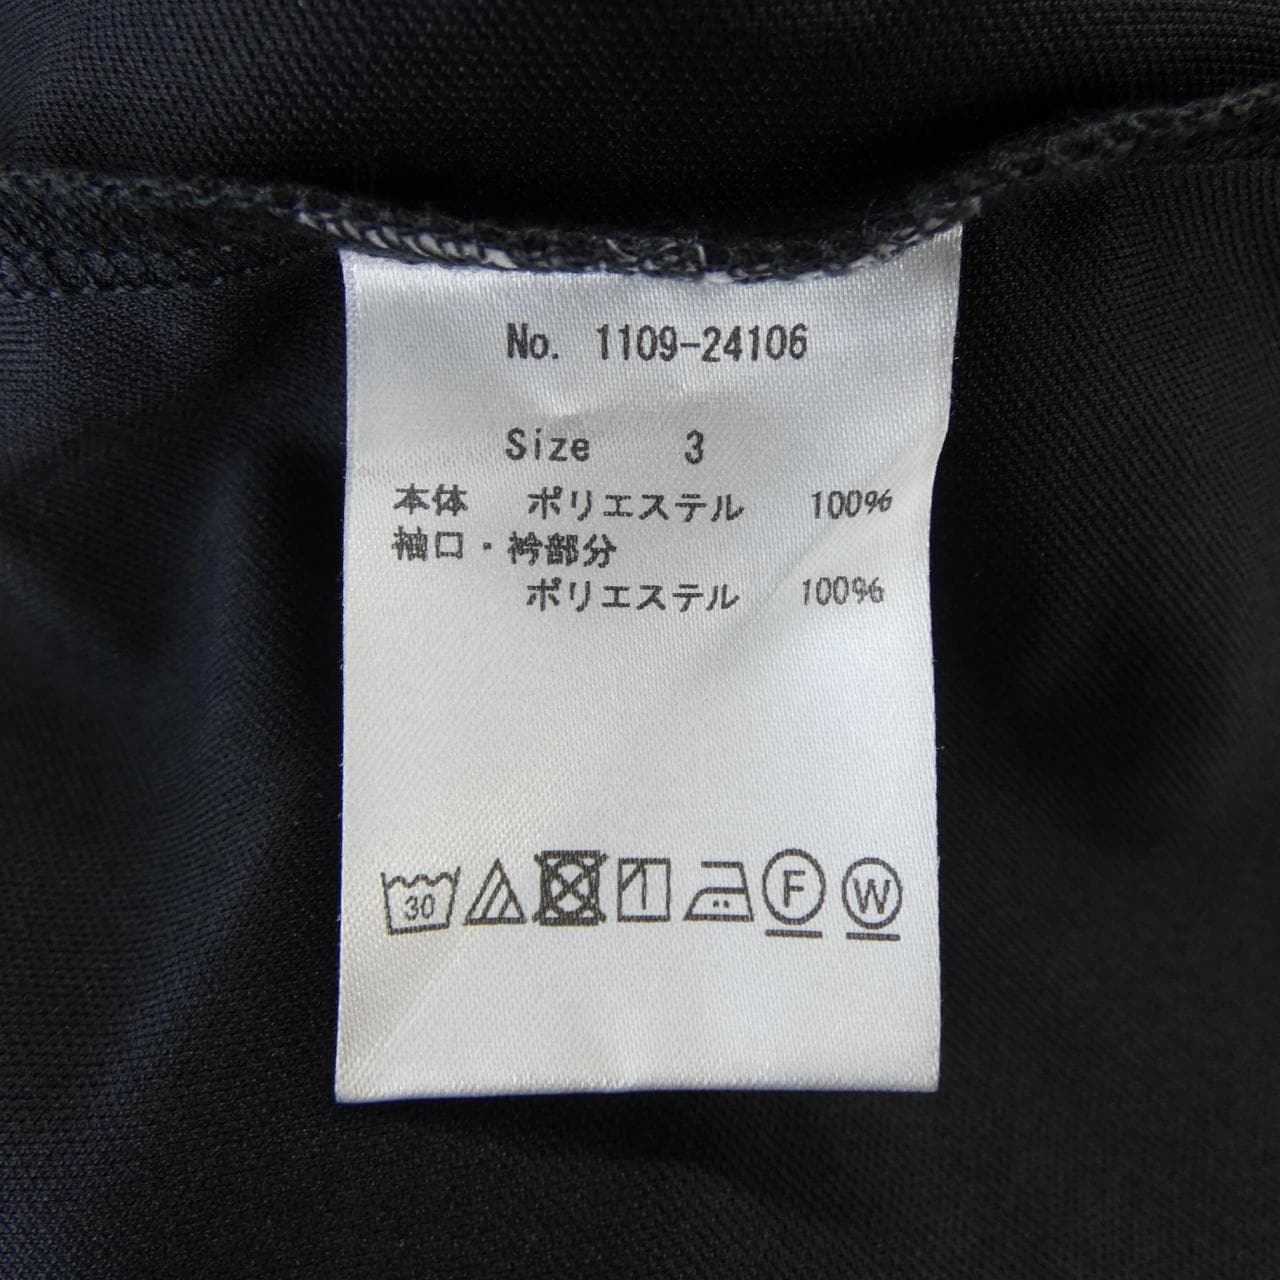 No. 1109-24106
Size 3
本体 ポリエステル 100%
袖口・衿部分
ポリエステル 100%
30 F W